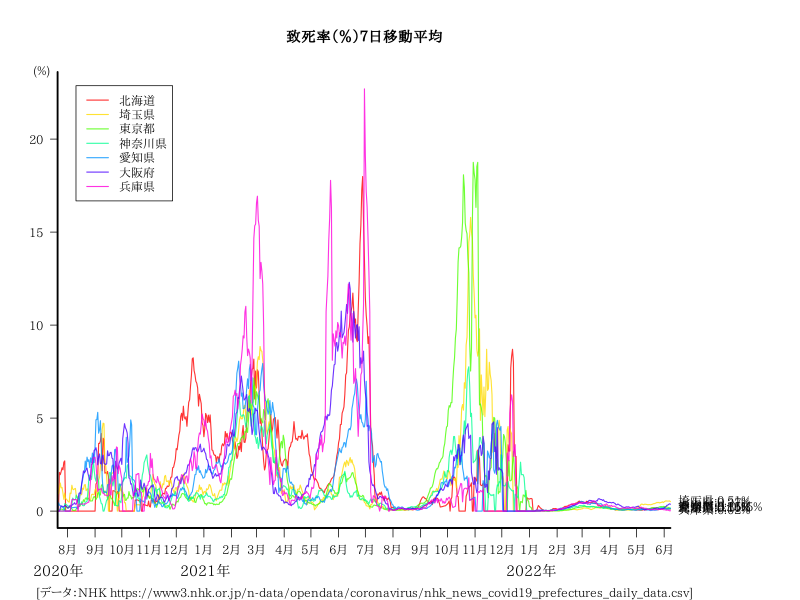 致死率(%)7日移動平均
(%)
北海道
埼玉県
東京都
神奈川県
愛知県
大阪府
兵庫県
20
15
10
5
0
埼玉県:0.51%
8月 9月 10月 11月 12月 1月 2月 3月 4月 5月 6月 7月 8月 9月 10月 11月 12月 1月 2月 3月 4月 5月 6月
2020年 2021年 2022年
[データ:NHK https://www3.nhk.or.jp/n-data/opendata/coronavirus/nhk_news_covid19_prefectures_daily_data.csv]